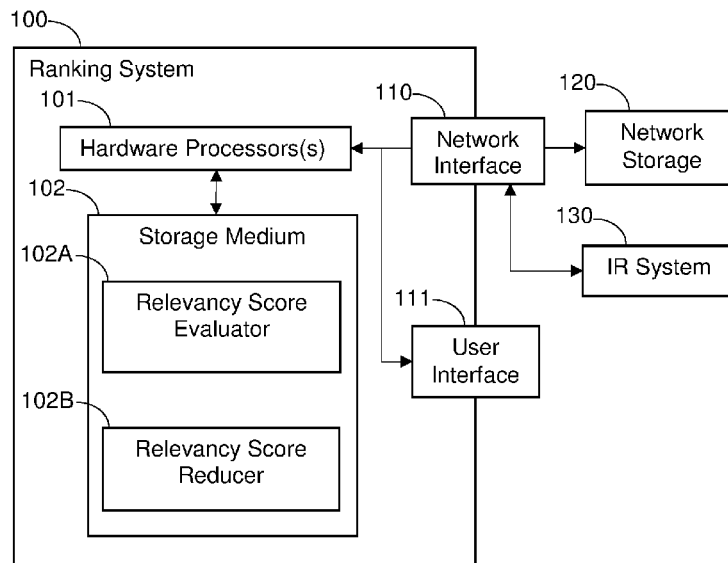 100
Ranking System
101
Hardware Processors(s)
110
Network
Interface
120
Network
Storage
102
Storage Medium
130
IR System
102A
Relevancy Score
Evaluator
111
User
Interface
102B
Relevancy Score
Reducer